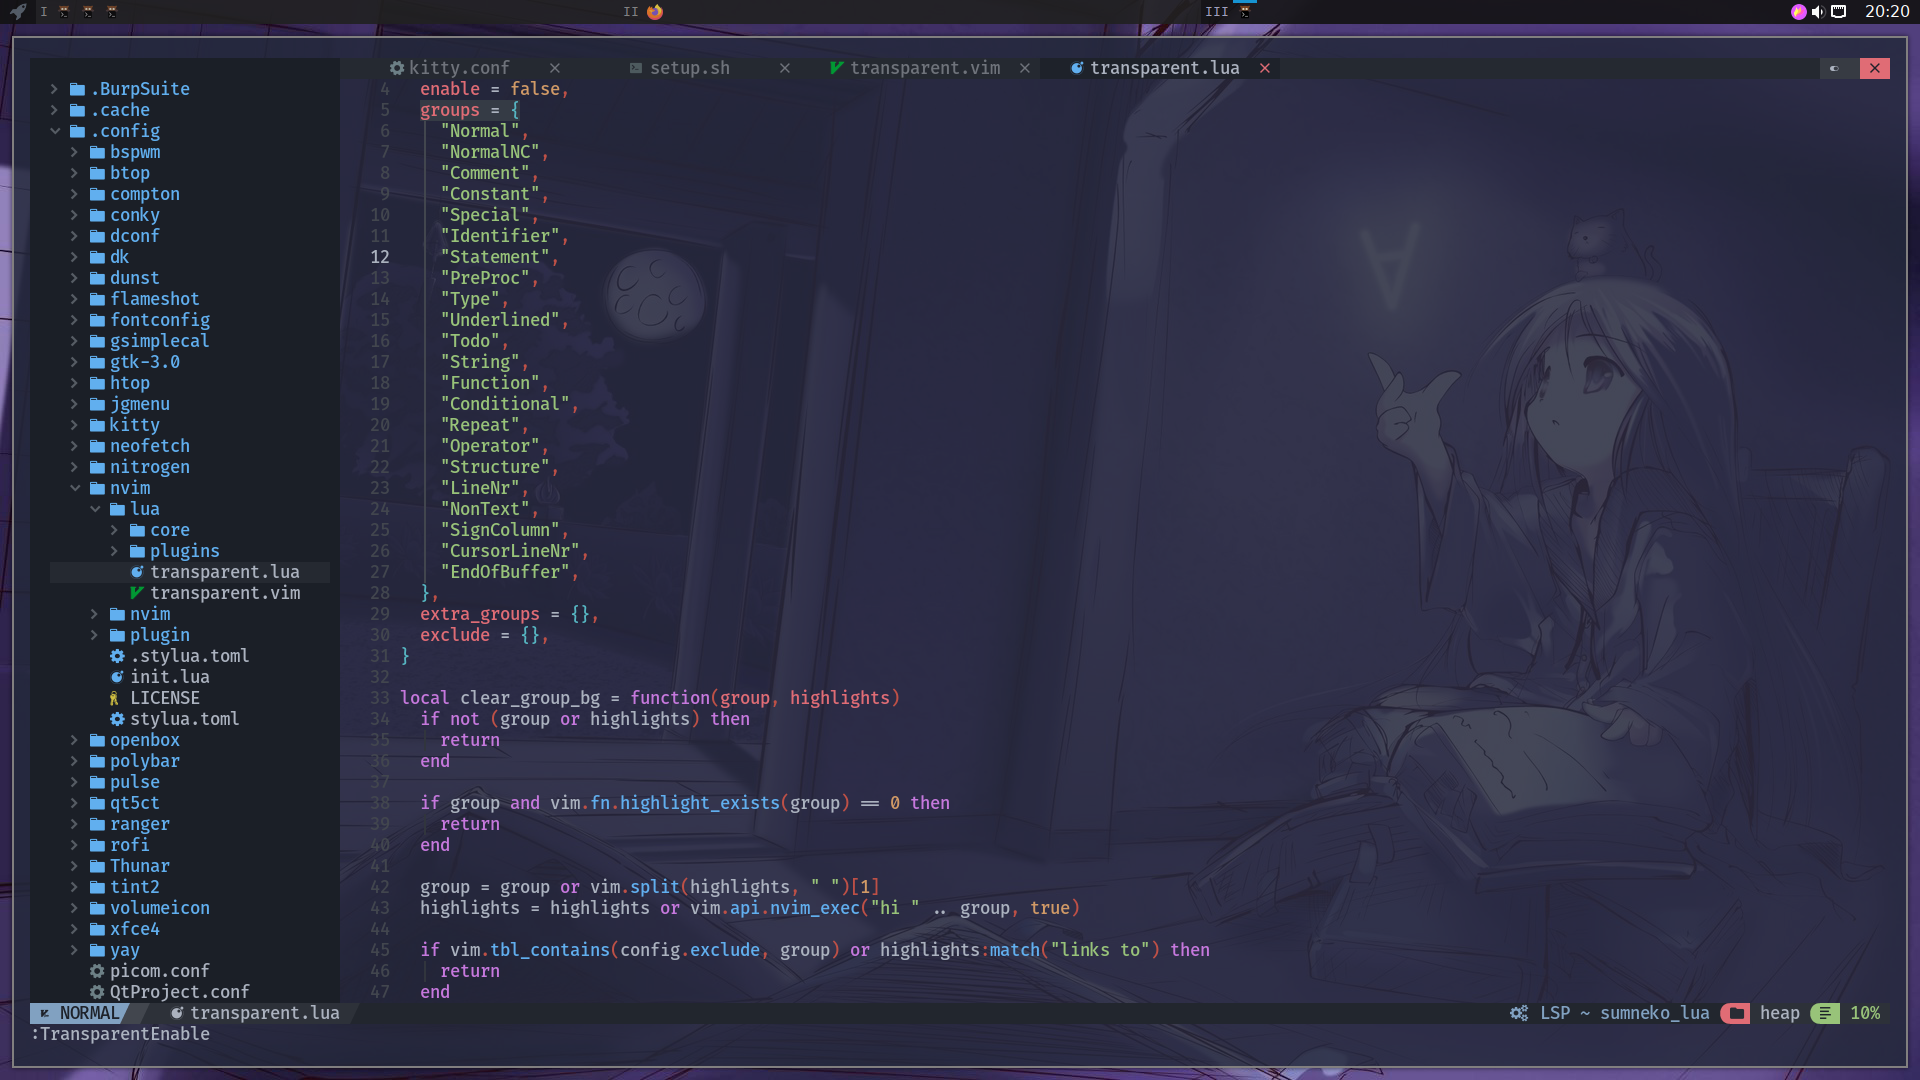 I
II
III
20:20
kitty.conf
setup.sh
transparent.vim
transparent.lua
.BurpSuite
.cache
.config
bspwm
btop
compton
conky
dconf
dk
dunst
flameshot
fontconfig
gsimplecal
gtk-3.0
htop
jgmenu
kitty
neofetch
nitrogen
nvim
lua
core
plugins
transparent.lua
transparent.vim
nvim
plugin
.stylua.toml
init.lua
LICENSE
stylua.toml
openbox
polybar
pulse
qt5ct
ranger
rofi
Thunar
tint2
volumeicon
xfce4
yay
picom.conf
QtProject.conf
4 enable = false,
5 groups = {
6 "Normal",
7 "NormalNC",
8 "Comment",
9 "Constant",
10 "Special",
11 "Identifier",
12 "Statement",
13 "PreProc",
14 "Type",
15 "Underlined",
16 "Todo",
17 "String",
18 "Function",
19 "Conditional",
20 "Repeat",
21 "Operator",
22 "Structure",
23 "LineNr",
24 "NonText",
25 "SignColumn",
26 "CursorLineNr",
27 "EndOfBuffer",
28 },
29 extra_groups = {},
30 exclude = {},
31 }
32
33 local clear_group_bg = function(group, highlights)
34 if not (group or highlights) then
35 return
36 end
37
38 if group and vim.fn.highlight_exists(group) == 0 then
39 return
40 end
41
42 group = group or vim.split(highlights, " ")[1]
43 highlights = highlights or vim.api.nvim_exec("hi " .. group, true)
44
45 if vim.tbl_contains(config.exclude, group) or highlights:match("links to") then
46 return
47 end
NORMAL transparent.lua LSP ~ sumneko_lua heap 10%
:TransparentEnable